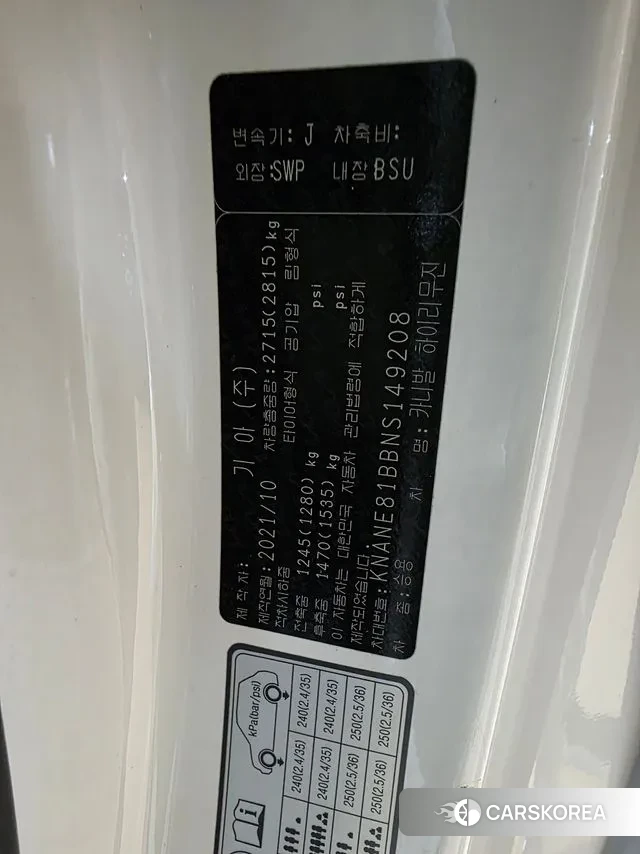 변속기: J 차축비:
외장:SWP 내장:BSU
제 작 자: 기 아 (주)
제작연월:2021/10 차량총중량:2715(2815)kg
적차시하중 타이어형식 공기압 림형식
전축중 1245(1280) kg psi
후축중 1470(1535) kg psi
이 자동차는 대한민국 자동차 관리법령에 적합하게
제작되었습니다.
차대번호:KNANE81BBNS149208
차 종:승용 차 명:카니발 하이리무진
kPa(bar/psi)
240(2.4/35) 240(2.4/35)
240(2.4/35) 240(2.4/35)
250(2.5/36) 250(2.5/36)
250(2.5/36) 250(2.5/36)
CARSKOREA